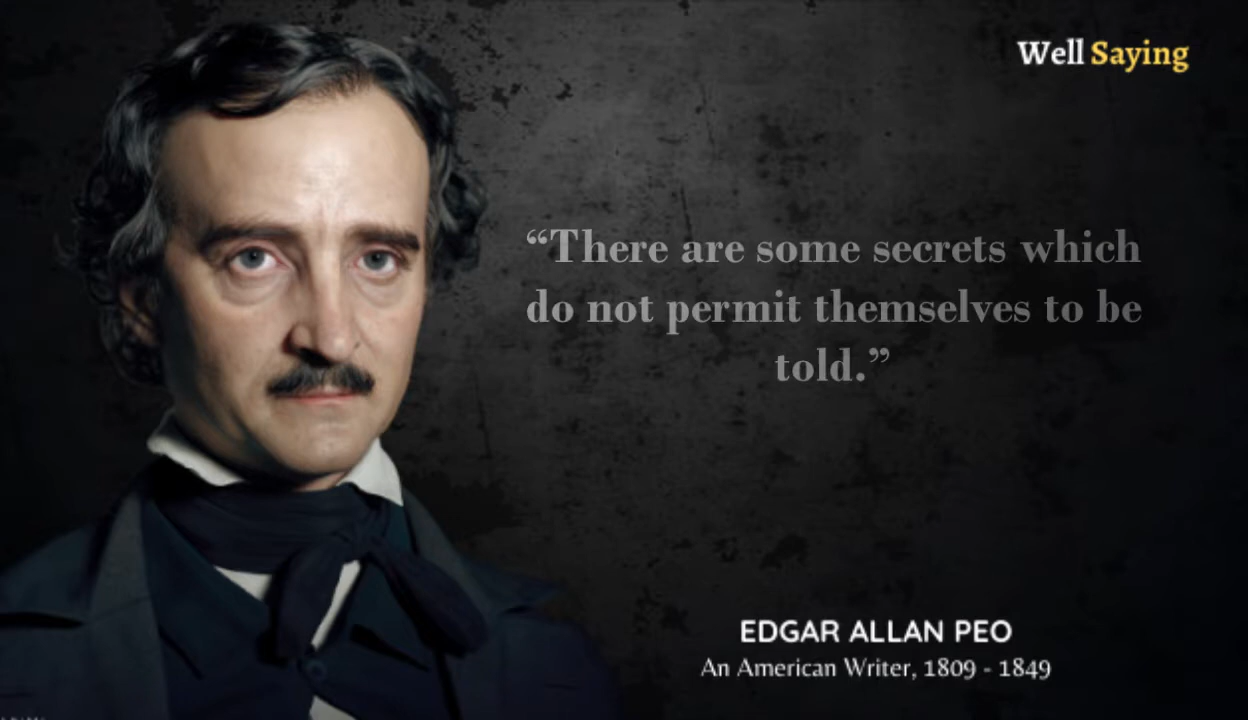 Well Saying
“There are some secrets which
do not permit themselves to be
told.”
EDGAR ALLAN PEO
An American Writer, 1809 - 1849